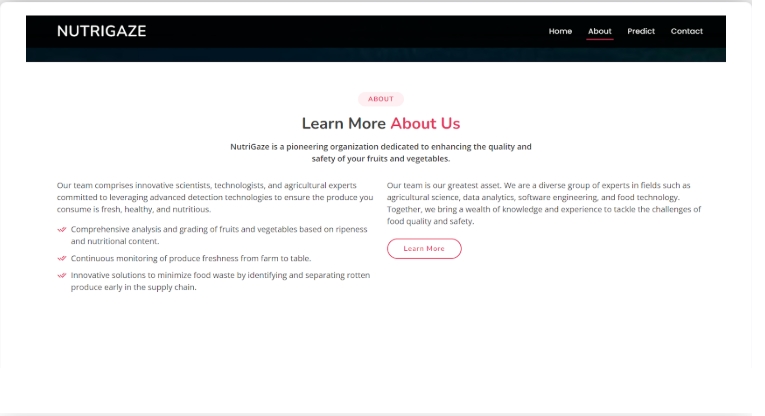 NUTRIGAZE
Home About Predict Contact
ABOUT
Learn More About Us
NutriGaze is a pioneering organization dedicated to enhancing the quality and
safety of your fruits and vegetables.
Our team comprises innovative scientists, technologists, and agricultural experts
committed to leveraging advanced detection technologies to ensure the produce you
consume is fresh, healthy, and nutritious.
Comprehensive analysis and grading of fruits and vegetables based on ripeness
and nutritional content.
Continuous monitoring of produce freshness from farm to table.
Innovative solutions to minimize food waste by identifying and separating rotten
produce early in the supply chain.
Our team is our greatest asset. We are a diverse group of experts in fields such as
agricultural science, data analytics, software engineering, and food technology.
Together, we bring a wealth of knowledge and experience to tackle the challenges of
food quality and safety.
Learn More